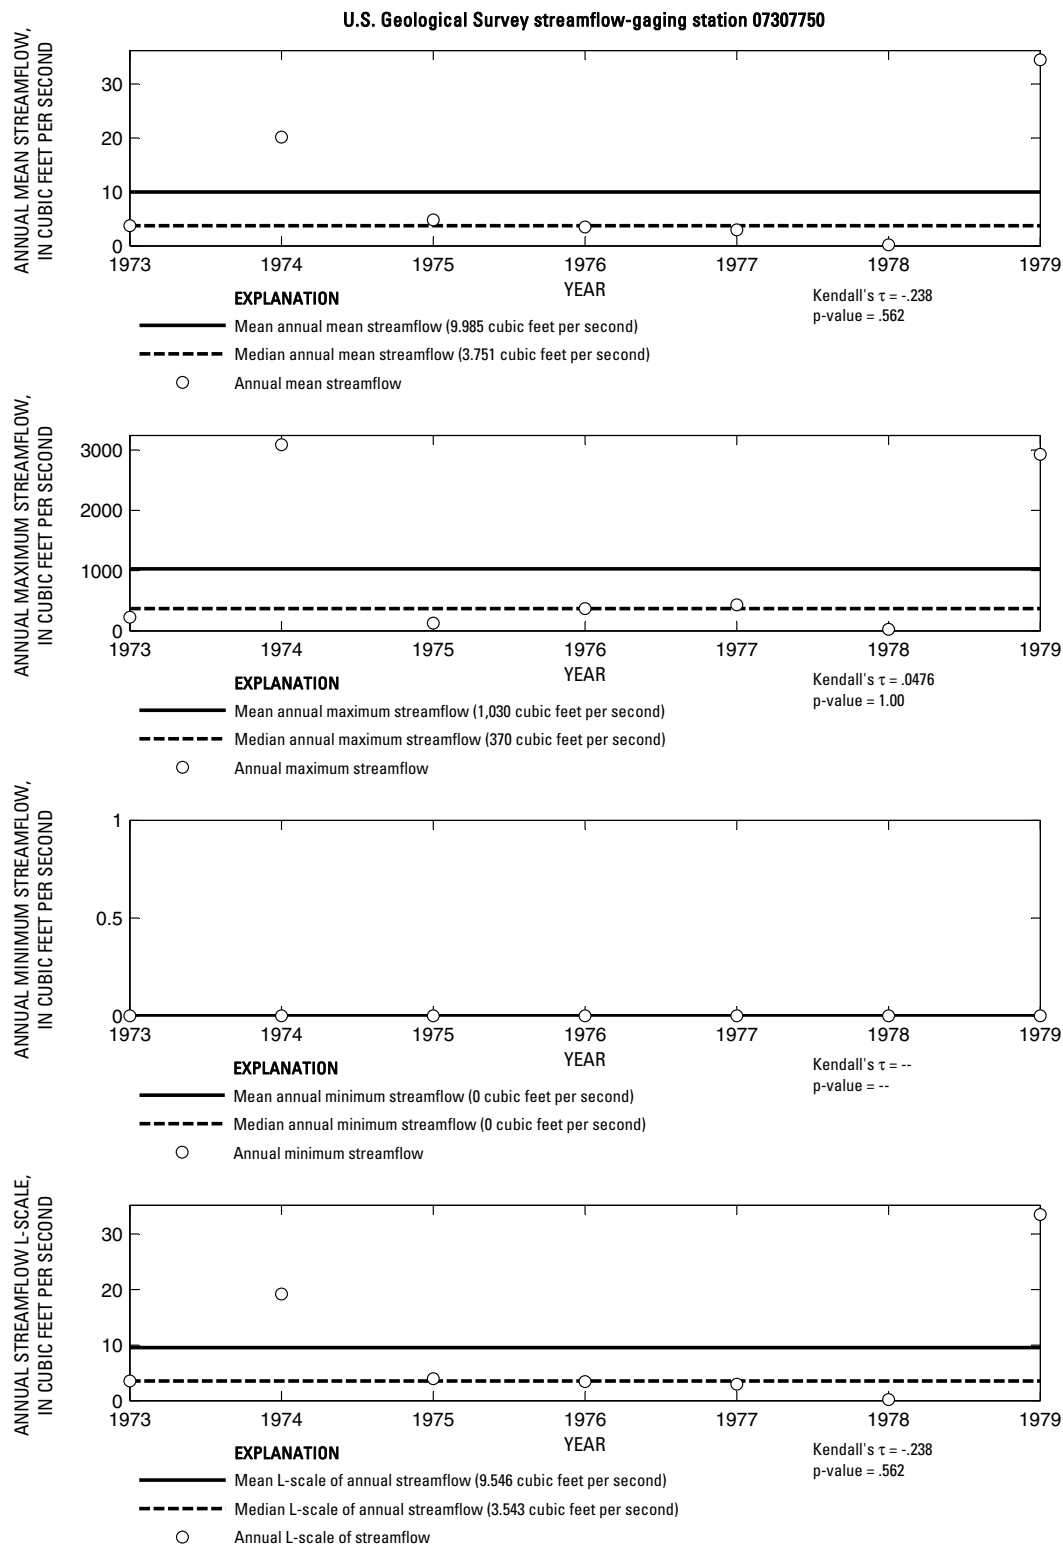 U.S. Geological Survey streamflow-gaging station 07307750
ANNUAL MEAN STREAMFLOW,
IN CUBIC FEET PER SECOND
30
20
10
0
1973 1974 1975 1976 1977 1978 1979
YEAR
Kendall's τ = -.238
p-value = .562
EXPLANATION
Mean annual mean streamflow (9.985 cubic feet per second)
Median annual mean streamflow (3.751 cubic feet per second)
Annual mean streamflow
ANNUAL MAXIMUM STREAMFLOW,
IN CUBIC FEET PER SECOND
3000
2000
1000
0
1973 1974 1975 1976 1977 1978 1979
YEAR
Kendall's τ = .0476
p-value = 1.00
EXPLANATION
Mean annual maximum streamflow (1,030 cubic feet per second)
Median annual maximum streamflow (370 cubic feet per second)
Annual maximum streamflow
ANNUAL MINIMUM STREAMFLOW,
IN CUBIC FEET PER SECOND
1
0.5
0
1973 1974 1975 1976 1977 1978 1979
YEAR
Kendall's τ = --
p-value = --
EXPLANATION
Mean annual minimum streamflow (0 cubic feet per second)
Median annual minimum streamflow (0 cubic feet per second)
Annual minimum streamflow
ANNUAL STREAMFLOW L-SCALE,
IN CUBIC FEET PER SECOND
30
20
10
0
1973 1974 1975 1976 1977 1978 1979
YEAR
Kendall's τ = -.238
p-value = .562
EXPLANATION
Mean L-scale of annual streamflow (9.546 cubic feet per second)
Median L-scale of annual streamflow (3.543 cubic feet per second)
Annual L-scale of streamflow